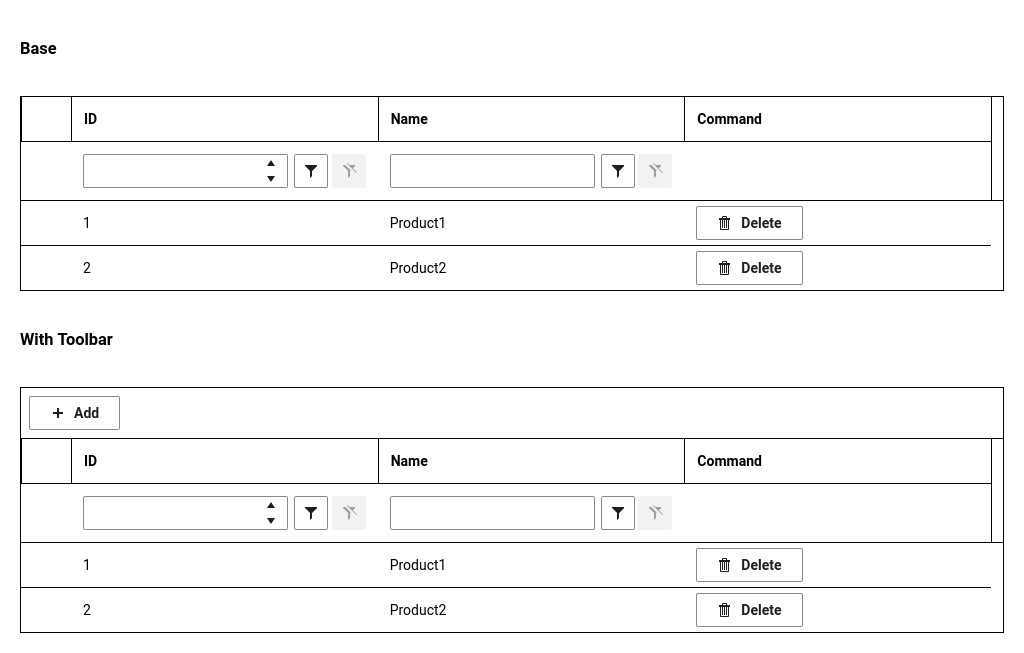 Base
ID Name Command
1 Product1 Delete
2 Product2 Delete
With Toolbar
Add
ID Name Command
1 Product1 Delete
2 Product2 Delete